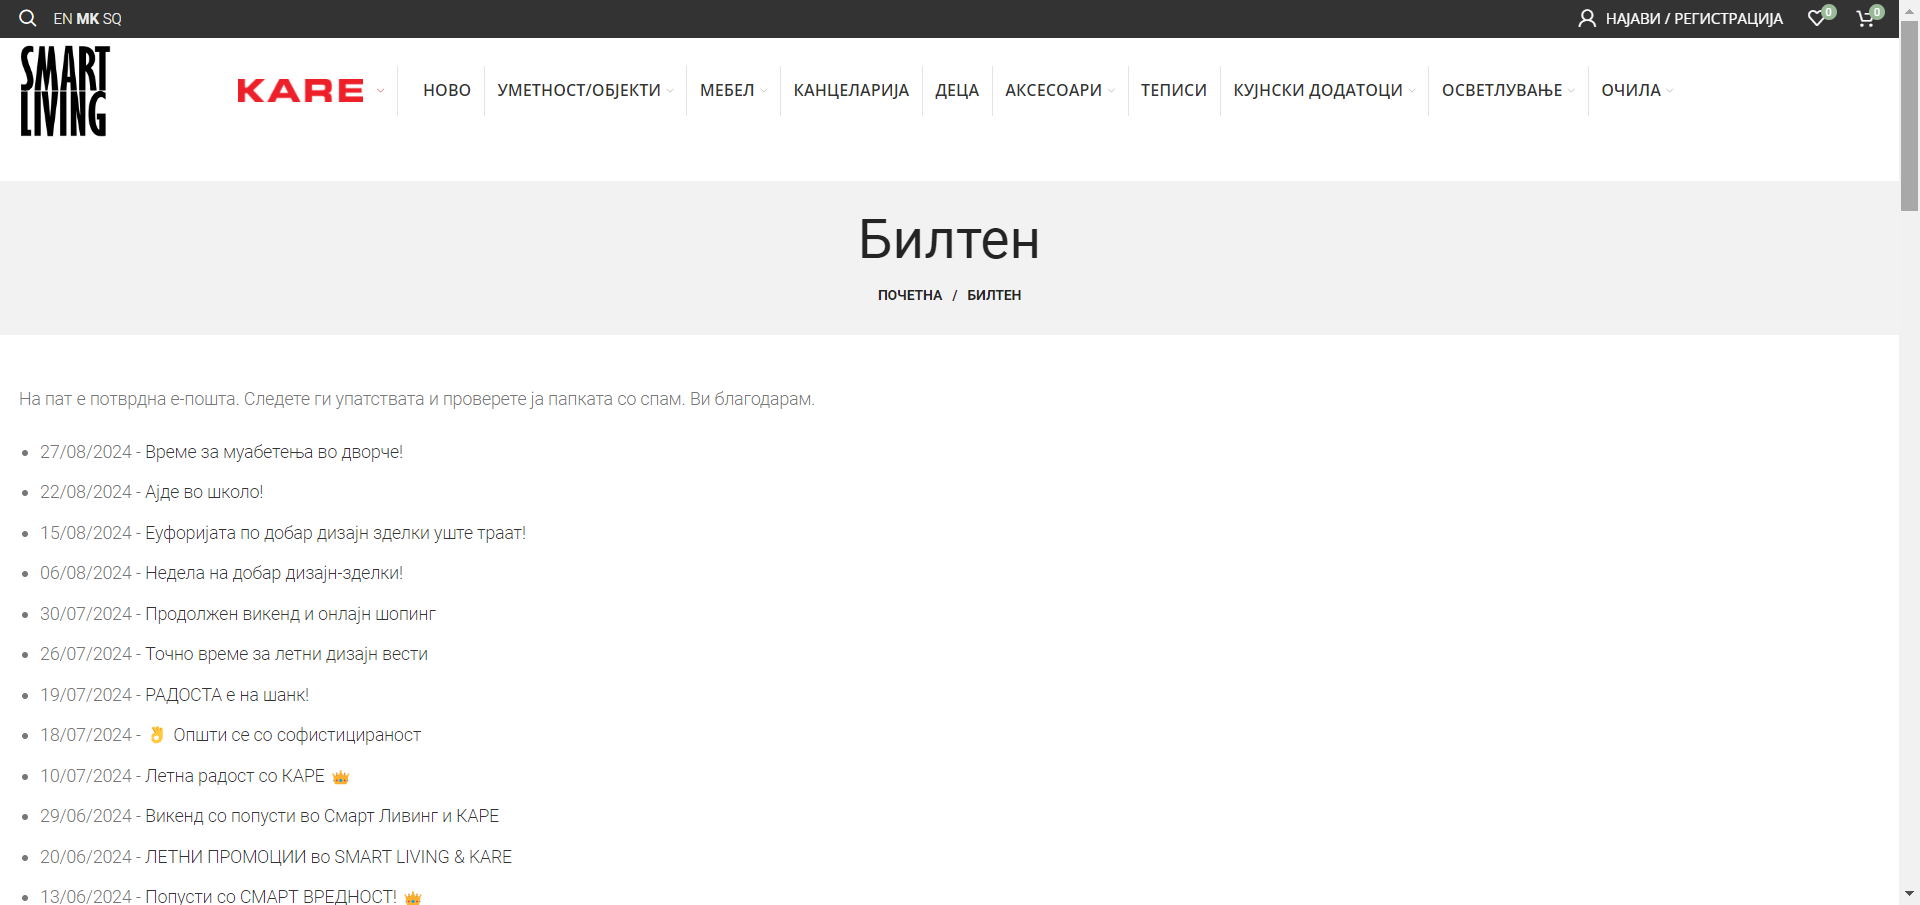 EN MK SQ
НАЈАВИ / РЕГИСТРАЦИЈА
0
0
SMART
LIVING
KARE
НОВО
УМЕТНОСТ/ОБЈЕКТИ
МЕБЕЛ
КАНЦЕЛАРИЈА
ДЕЦА
АКСЕСОАРИ
ТЕПИСИ
КУЈНСКИ ДОДАТОЦИ
ОСВЕТЛУВАЊЕ
ОЧИЛА
Билтен
ПОЧЕТНА / БИЛТЕН
На пат е потврдна е-пошта. Следете ги упатствата и проверете ја папката со спам. Ви благодарам.
27/08/2024 - Време за муабетења во дворче!
22/08/2024 - Ајде во школо!
15/08/2024 - Еуфоријата по добар дизајн зделки уште траат!
06/08/2024 - Недела на добар дизајн-зделки!
30/07/2024 - Продолжен викенд и онлајн шопинг
26/07/2024 - Точно време за летни дизајн вести
19/07/2024 - РАДОСТА е на шанк!
18/07/2024 - 👌 Општи се со софистицираност
10/07/2024 - Летна радост со КАРЕ 👑
29/06/2024 - Викенд со попусти во Смарт Ливинг и КАРЕ
20/06/2024 - ЛЕТНИ ПРОМОЦИИ во SMART LIVING & KARE
13/06/2024 - Попусти со СМАРТ ВРЕДНОСТ! 👑